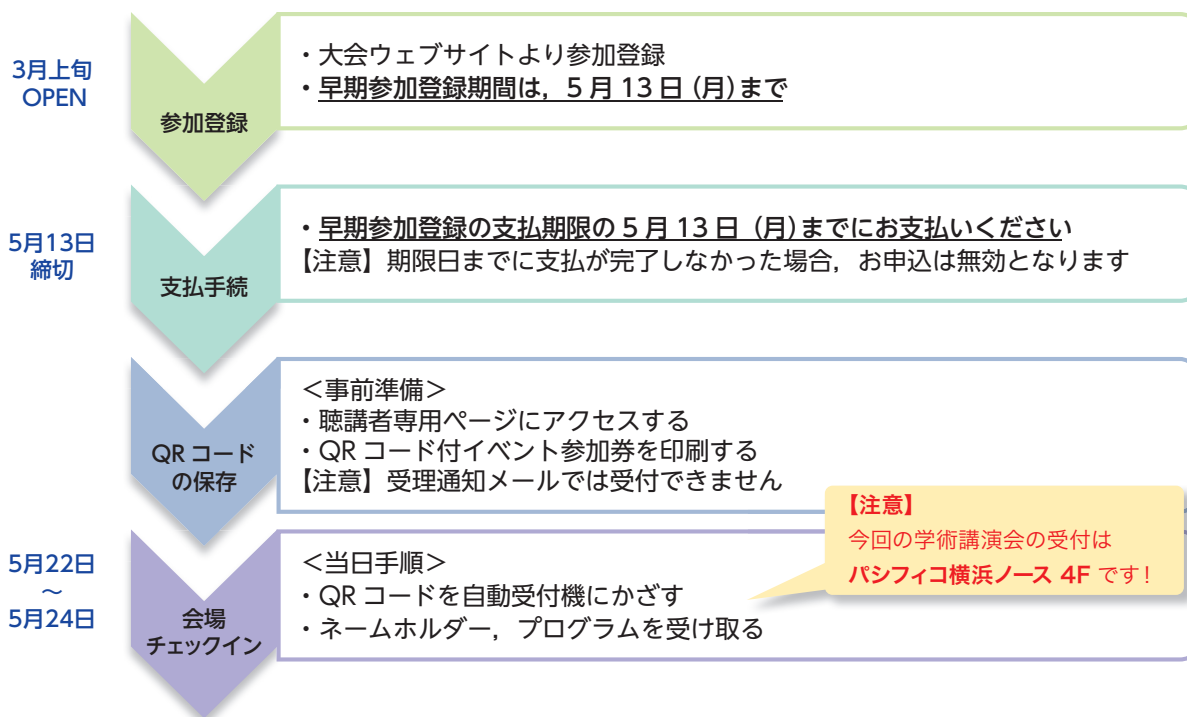 3月上旬
OPEN
参加登録
・大会ウェブサイトより参加登録
・早期参加登録期間は，5月13日（月）まで
5月13日
締切
支払手続
・早期参加登録の支払期限の5月13日（月）までにお支払いください
【注意】期限日までに支払が完了しなかった場合，お申込は無効となります
QRコード
の保存
＜事前準備＞
・聴講者専用ページにアクセスする
・QRコード付イベント参加券を印刷する
【注意】受理通知メールでは受付できません
5月22日
～
5月24日
会場
チェックイン
＜当日手順＞
・QRコードを自動受付機にかざす
・ネームホルダー，プログラムを受け取る
【注意】
今回の学術講演会の受付は
パシフィコ横浜ノース 4F です！